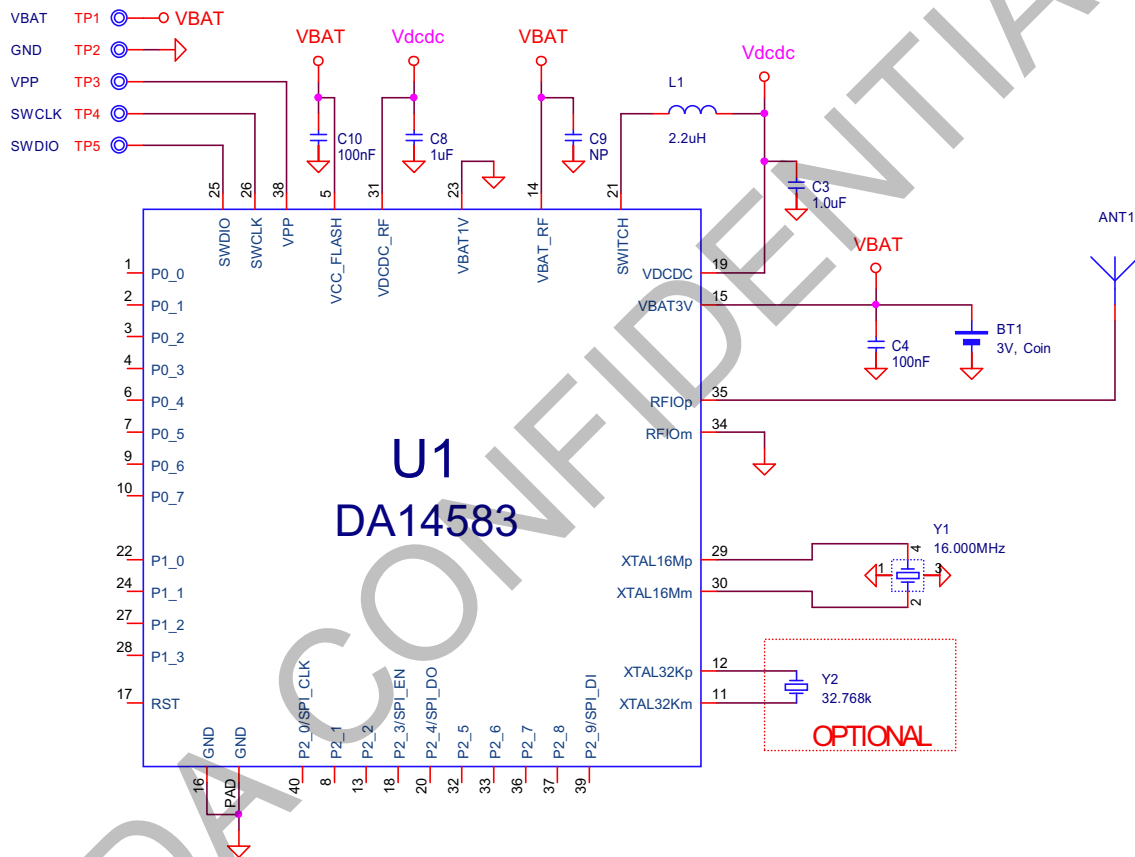 VBAT TP1 VBAT
GND TP2
VPP TP3
SWCLK TP4
SWDIO TP5
VBAT
Vdcdc
VBAT
Vdcdc
L1
2.2uH
C10
100nF
C8
1uF
C9
NP
C3
1.0uF
25
26
38
5
31
23
14
21
SWDIO
SWCLK
VPP
VCC_FLASH
VDCDC_RF
VBAT1V
VBAT_RF
SWITCH
ANT1
VBAT
1 P0_0
2 P0_1
3 P0_2
4 P0_3
6 P0_4
7 P0_5
9 P0_6
10 P0_7
22 P1_0
24 P1_1
27 P1_2
28 P1_3
17 RST
U1
DA14583
VDCDC 19
VBAT3V 15
C4
100nF
BT1
3V, Coin
RFIOp 35
RFIOm 34
XTAL16Mp 29
XTAL16Mm 30
Y1
16.000MHz
4
1
3
2
XTAL32Kp 12
XTAL32Km 11
Y2
32.768k
OPTIONAL
GND
GND
P2_0/SPI_CLK
P2_1
P2_2
P2_3/SPI_EN
P2_4/SPI_DO
P2_5
P2_6
P2_7
P2_8
P2_9/SPI_DI
16
PAD
40
8
13
18
20
32
33
36
37
39
DA CONFIDENTIA